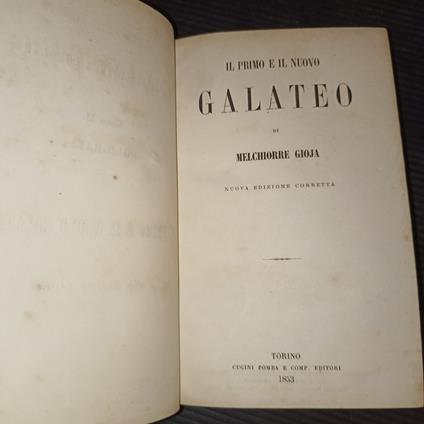 IL PRIMO E IL NUOVO
GALATEO
DI
MELCHIORRE GIOJA
NUOVA EDIZIONE CORRETTA
TORINO
CUGINI POMBA E COMP. EDITORI
1853